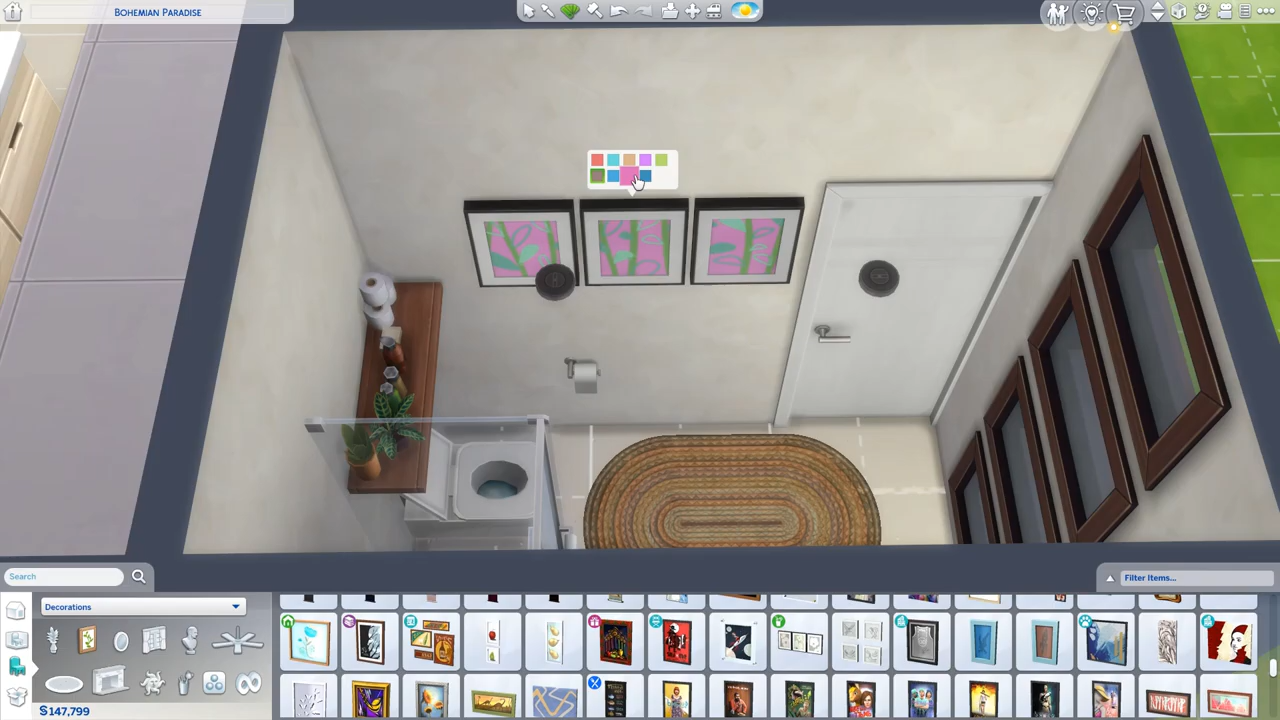 BOHEMIAN PARADISE
Search
Filter Items...
Decorations
$147,799